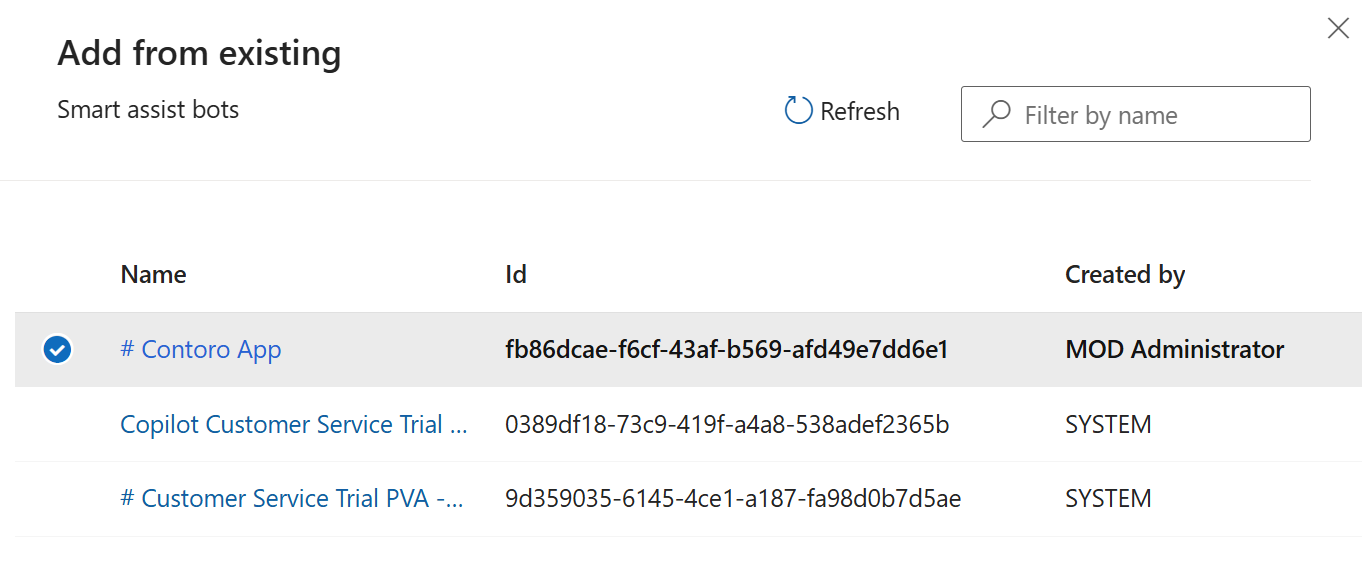 Add from existing
Smart assist bots
Refresh
Filter by name
Name Id Created by
# Contoro App fb86dcae-f6cf-43af-b569-afd49e7dd6e1 MOD Administrator
Copilot Customer Service Trial ... 0389df18-73c9-419f-a4a8-538adef2365b SYSTEM
# Customer Service Trial PVA -... 9d359035-6145-4ce1-a187-fa98d0b7d5ae SYSTEM